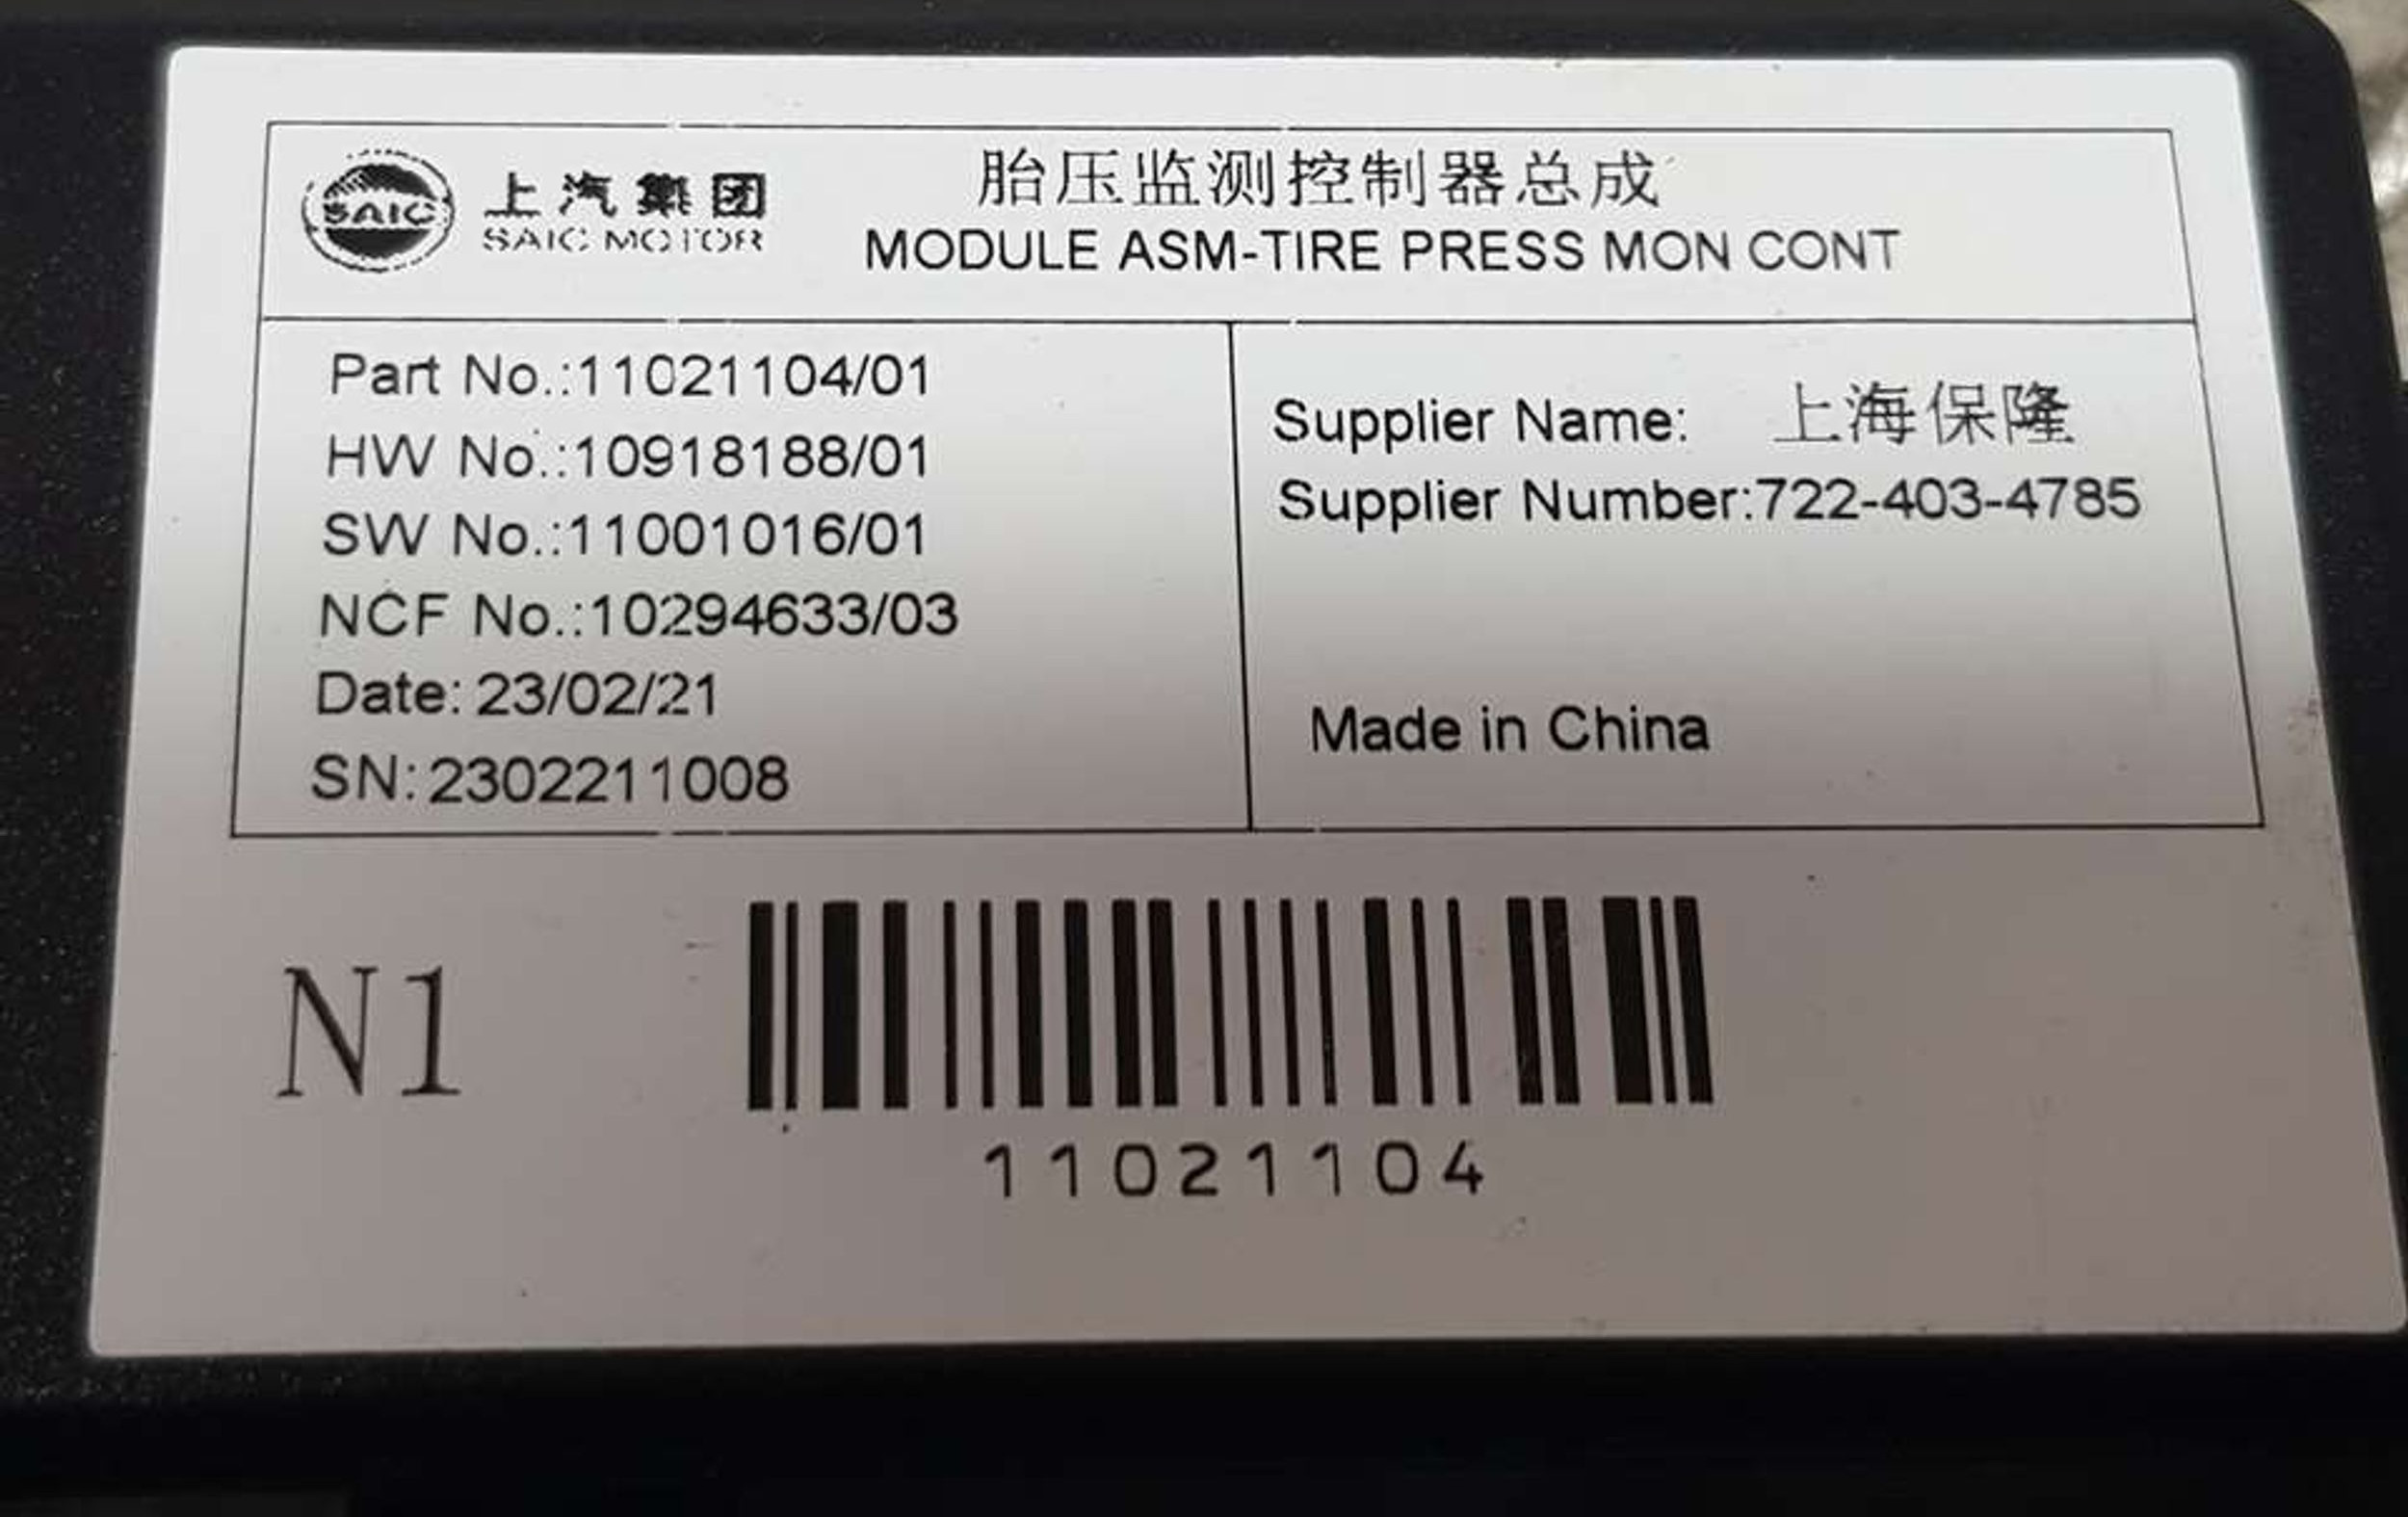 SAIC
上汽集团
SAIC MOTOR
胎压监测控制器总成
MODULE ASM-TIRE PRESS MON CONT
Part No.:11021104/01
HW No.:10918188/01
SW No.:11001016/01
NCF No.:10294633/03
Date: 23/02/21
SN:2302211008
Supplier Name: 上海保隆
Supplier Number:722-403-4785
Made in China
N1
11021104